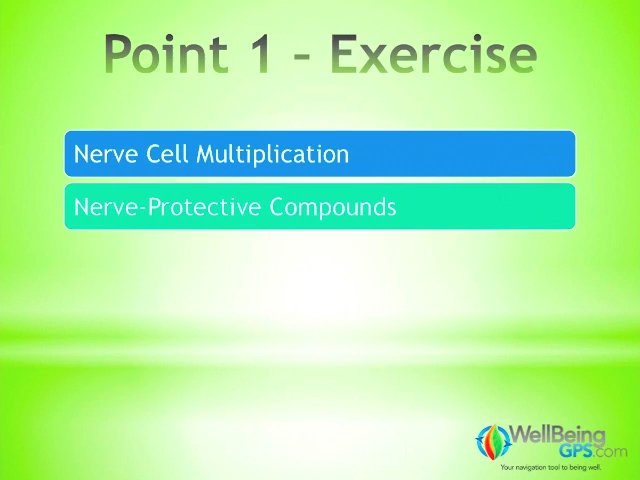 Point 1 – Exercise
Nerve Cell Multiplication
Nerve-Protective Compounds
WellBeing
GPS.com
Your navigation tool to being well.